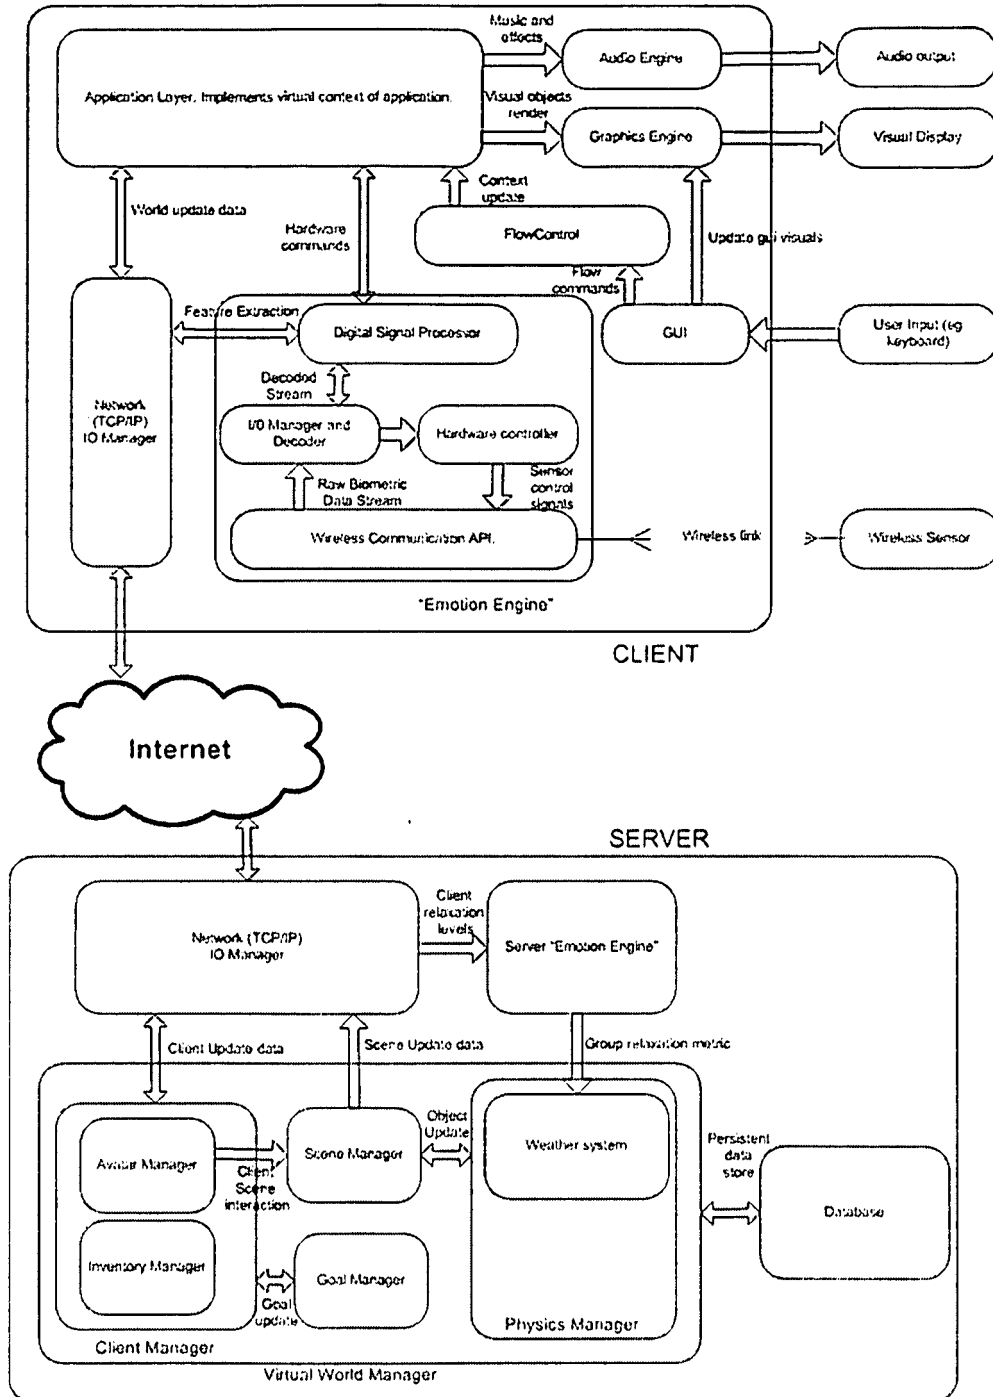 Music and
effects
Audio Engine
Audio output
Application Layer. Implements virtual context of application.
Visual objects
render
Graphics Engine
Visual Display
World update data
Hardware
commands
Context
update
FlowControl
Update gui visuals
Flow
commands
Feature Extraction
Digital Signal Processor
GUI
User Input (eg
keyboard)
Decoded
Stream
Network
(TCP/IP)
IO Manager
I/0 Manager and
Decoder
Hardware controller
Raw Biometric
Data Stream
Sensor
control
signals
Wireless Communication API.
Wireless link
Wireless Sensor
"Emotion Engine"
CLIENT
Internet
SERVER
Network (TCP/IP)
IO Manager
Client
relaxation
levels
Server "Emotion Engine"
Client Update data
Scene Update data
Group relaxation metric
Avatar Manager
Client
Scene
interaction
Scene Manager
Object
Update
Weather system
Persistent
data
store
Database
Inventory Manager
Goal
update
Goal Manager
Client Manager
Physics Manager
Virtual World Manager